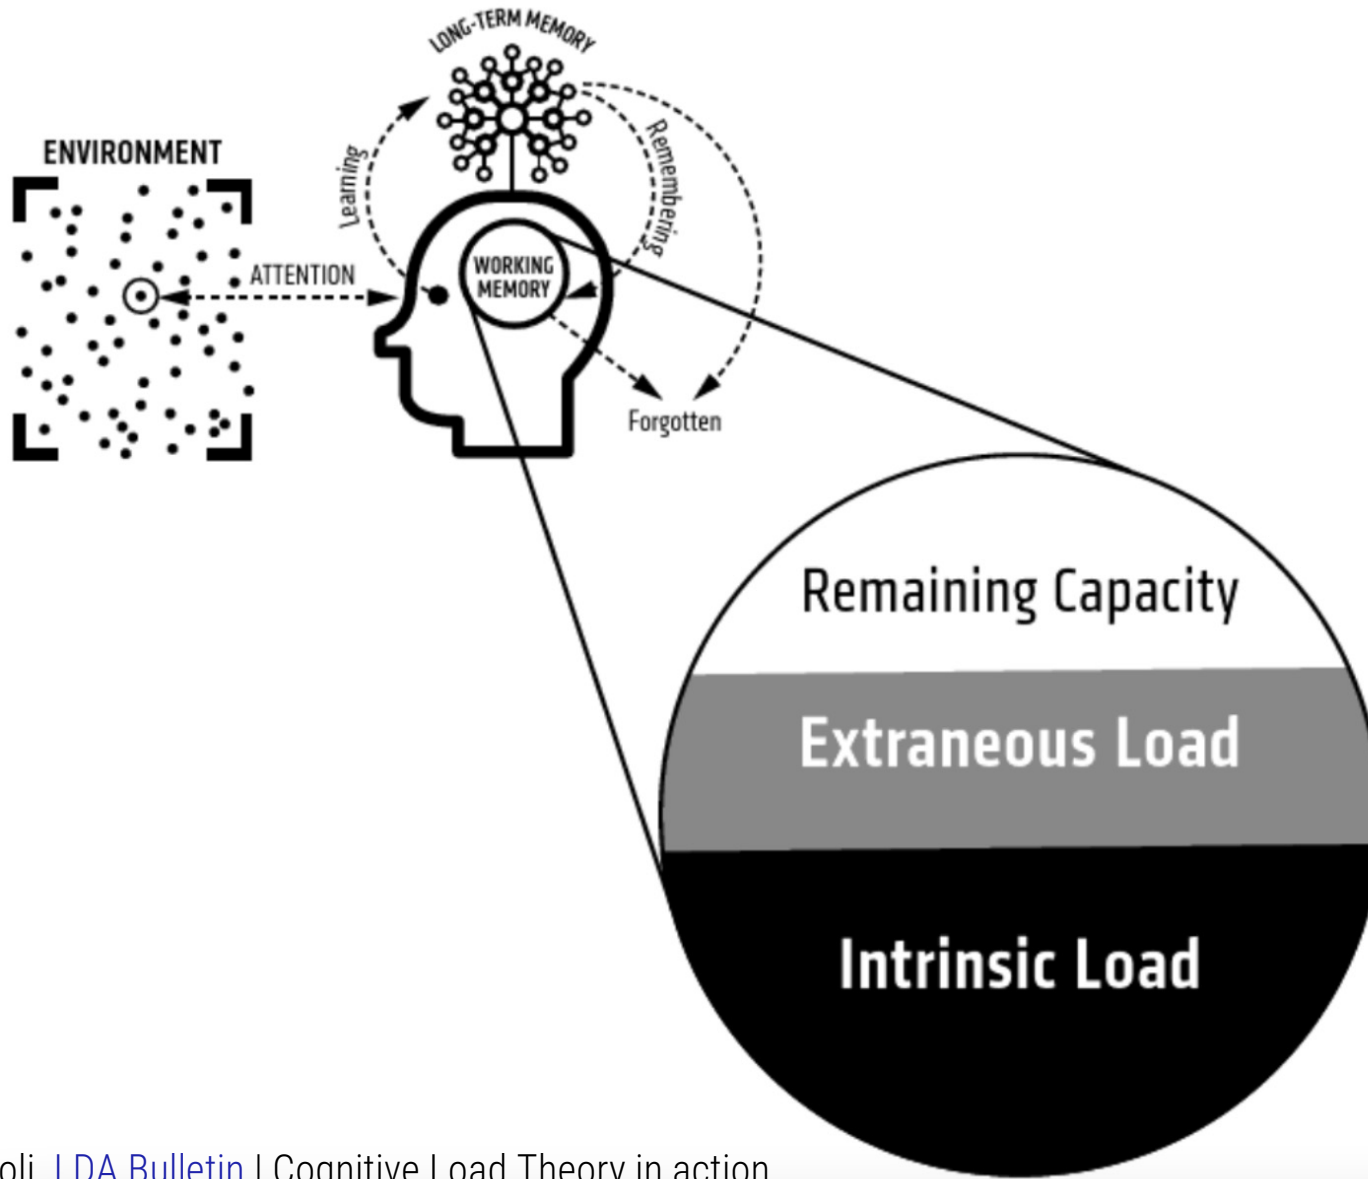 LONG-TERM MEMORY
ENVIRONMENT
Learning
Remembering
ATTENTION
WORKING
MEMORY
Forgotten
Remaining Capacity
Extraneous Load
Intrinsic Load
oli, LDA Bulletin | Cognitive Load Theory in action